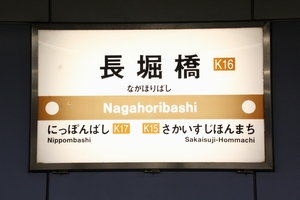 長堀橋 K16
ながほりばし
Nagahoribashi
にっぽんばし K17 K15 さかいすじほんまち
Nippombashi Sakaisuji-Hommachi